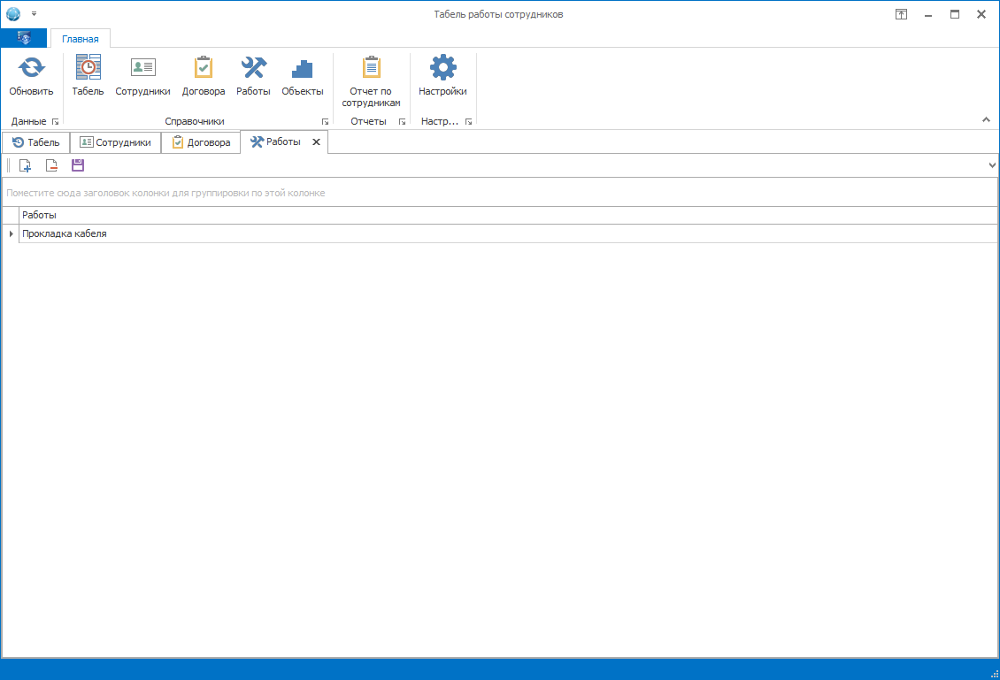 Табель работы сотрудников
Главная
Обновить
Табель
Сотрудники
Договора
Работы
Объекты
Отчет по
сотрудникам
Настройки
Данные
Справочники
Отчеты
Настр...
Табель
Сотрудники
Договора
Работы
Поместите сюда заголовок колонки для группировки по этой колонке
Работы
Прокладка кабеля